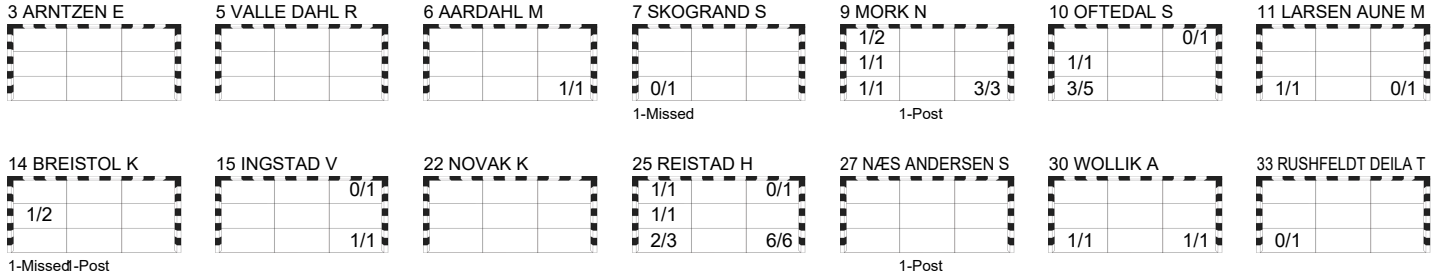 3 ARNTZEN E 5 VALLE DAHL R 6 AARDAHL M 7 SKOGRAND S 9 MORK N 10 OFTEDAL S 11 LARSEN AUNE M
1/2 0/1
1/1 1/1
1/1 0/1 1/1 3/3 3/5 1/1 0/1
1-Missed 1-Post
14 BREISTOL K 15 INGSTAD V 22 NOVAK K 25 REISTAD H 27 NÆS ANDERSEN S 30 WOLLIK A 33 RUSHFELDT DEILA T
0/1 1/1 0/1
1/2 1/1
1/1 2/3 6/6 1/1 1/1 0/1
1-Missed 1-Post 1-Post